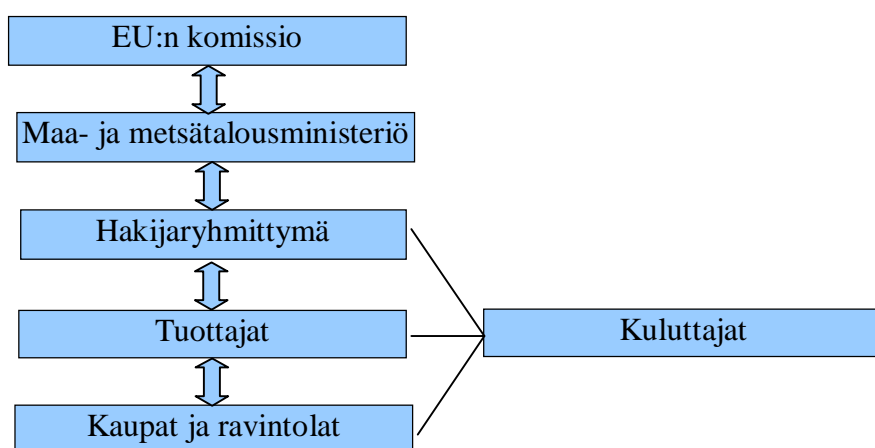 EU:n komissio
Maa- ja metsätalousministeriö
Hakijaryhmittymä
Tuottajat
Kuluttajat
Kaupat ja ravintolat